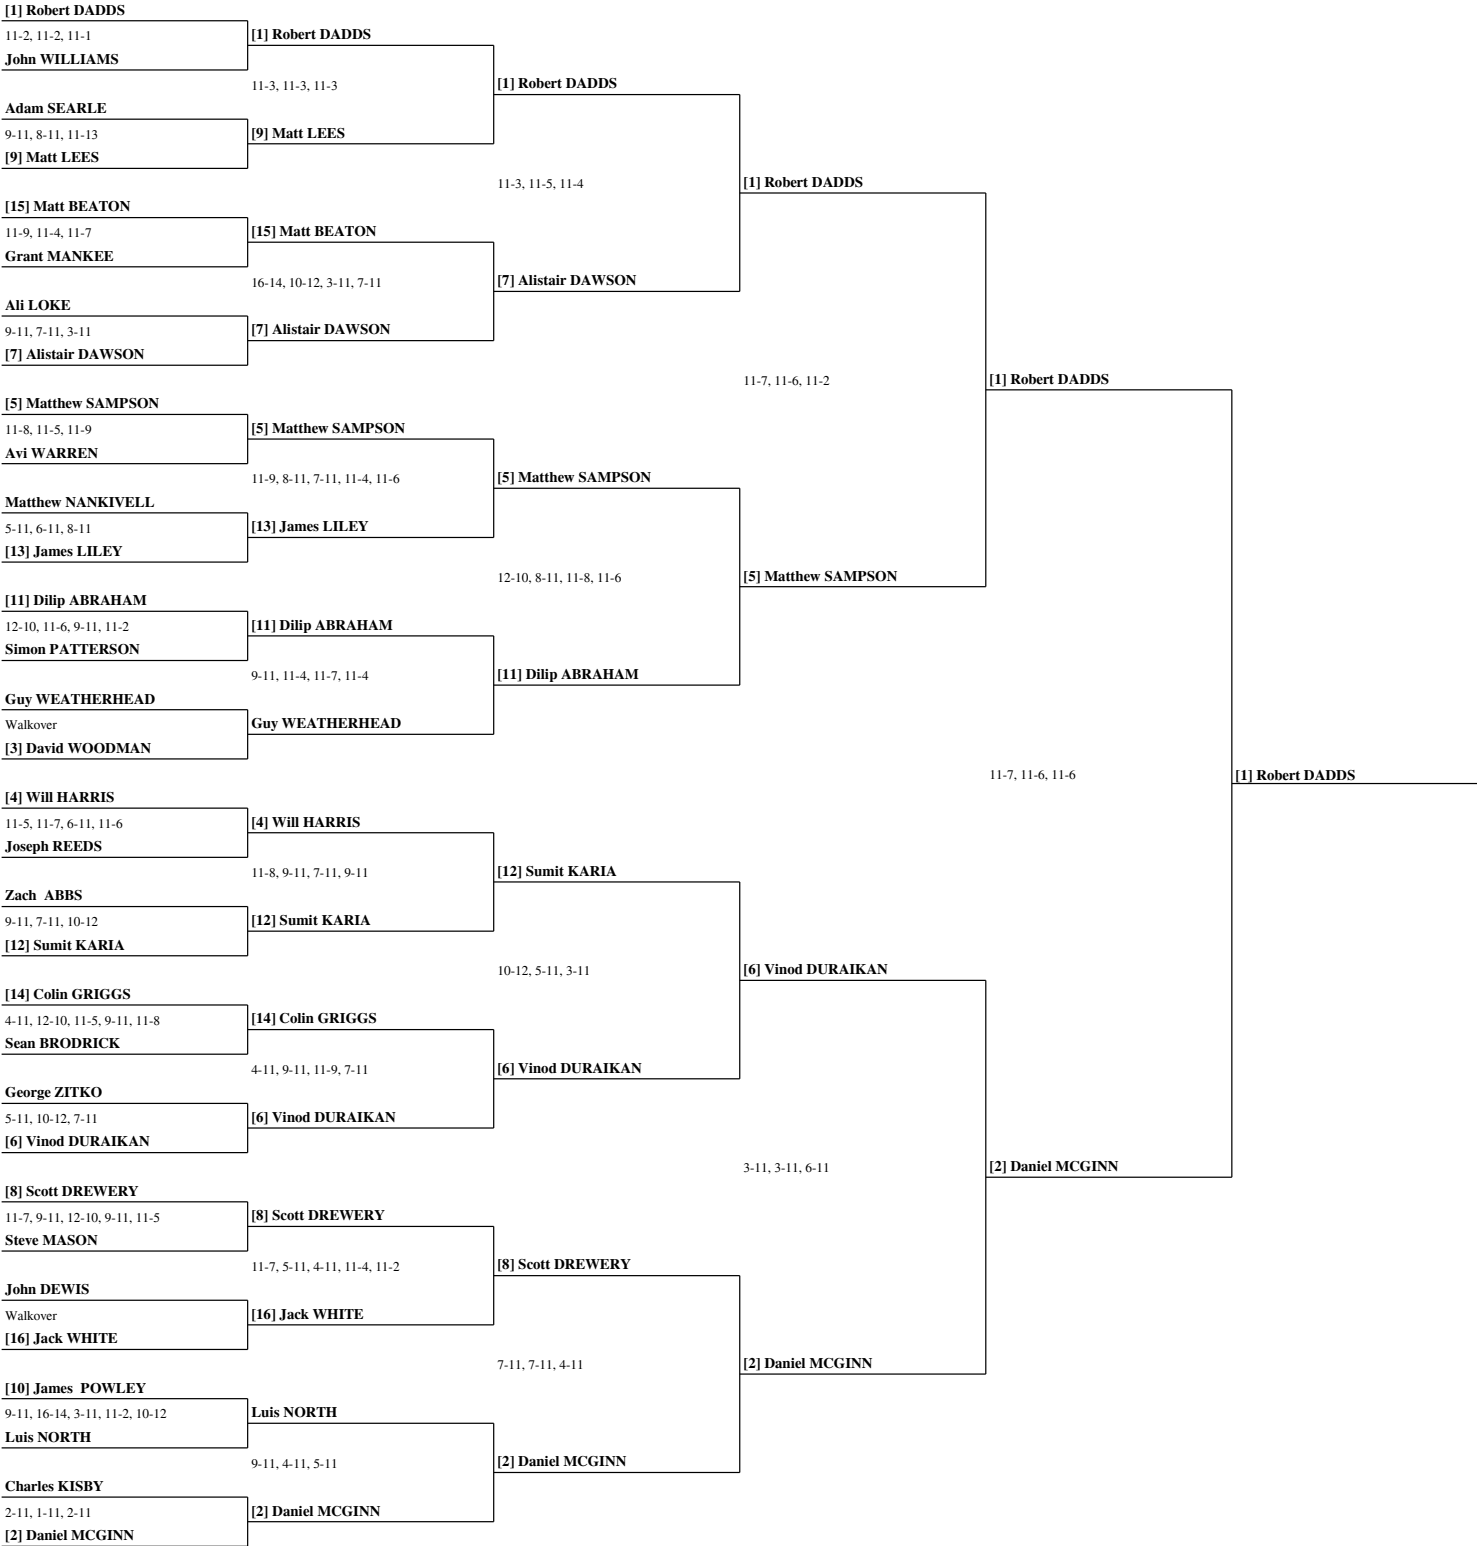 [1] Robert DADDS
11-2, 11-2, 11-1
John WILLIAMS
Adam SEARLE
9-11, 8-11, 11-13
[9] Matt LEES
[15] Matt BEATON
11-9, 11-4, 11-7
Grant MANKEE
Ali LOKE
9-11, 7-11, 3-11
[7] Alistair DAWSON
[5] Matthew SAMPSON
11-8, 11-5, 11-9
Avi WARREN
Matthew NANKIVELL
5-11, 6-11, 8-11
[13] James LILEY
[11] Dilip ABRAHAM
12-10, 11-6, 9-11, 11-2
Simon PATTERSON
Guy WEATHERHEAD
Walkover
[3] David WOODMAN
[4] Will HARRIS
11-5, 11-7, 6-11, 11-6
Joseph REEDS
Zach  ABBS
9-11, 7-11, 10-12
[12] Sumit KARIA
[14] Colin GRIGGS
4-11, 12-10, 11-5, 9-11, 11-8
Sean BRODRICK
George ZITKO
5-11, 10-12, 7-11
[6] Vinod DURAIKAN
[8] Scott DREWERY
11-7, 9-11, 12-10, 9-11, 11-5
Steve MASON
John DEWIS
Walkover
[16] Jack WHITE
[10] James  POWLEY
9-11, 16-14, 3-11, 11-2, 10-12
Luis NORTH
Charles KISBY
2-11, 1-11, 2-11
[2] Daniel MCGINN
[1] Robert DADDS
11-3, 11-3, 11-3
[9] Matt LEES
[15] Matt BEATON
16-14, 10-12, 3-11, 7-11
[7] Alistair DAWSON
[5] Matthew SAMPSON
11-9, 8-11, 7-11, 11-4, 11-6
[13] James LILEY
[11] Dilip ABRAHAM
9-11, 11-4, 11-7, 11-4
Guy WEATHERHEAD
[4] Will HARRIS
11-8, 9-11, 7-11, 9-11
[12] Sumit KARIA
[14] Colin GRIGGS
4-11, 9-11, 11-9, 7-11
[6] Vinod DURAIKAN
[8] Scott DREWERY
11-7, 5-11, 4-11, 11-4, 11-2
[16] Jack WHITE
Luis NORTH
9-11, 4-11, 5-11
[2] Daniel MCGINN
[1] Robert DADDS
11-3, 11-5, 11-4
[7] Alistair DAWSON
[5] Matthew SAMPSON
12-10, 8-11, 11-8, 11-6
[11] Dilip ABRAHAM
[12] Sumit KARIA
10-12, 5-11, 3-11
[6] Vinod DURAIKAN
[8] Scott DREWERY
7-11, 7-11, 4-11
[2] Daniel MCGINN
[1] Robert DADDS
11-7, 11-6, 11-2
[5] Matthew SAMPSON
[6] Vinod DURAIKAN
3-11, 3-11, 6-11
[2] Daniel MCGINN
[1] Robert DADDS
11-7, 11-6, 11-6
[2] Daniel MCGINN
[1] Robert DADDS